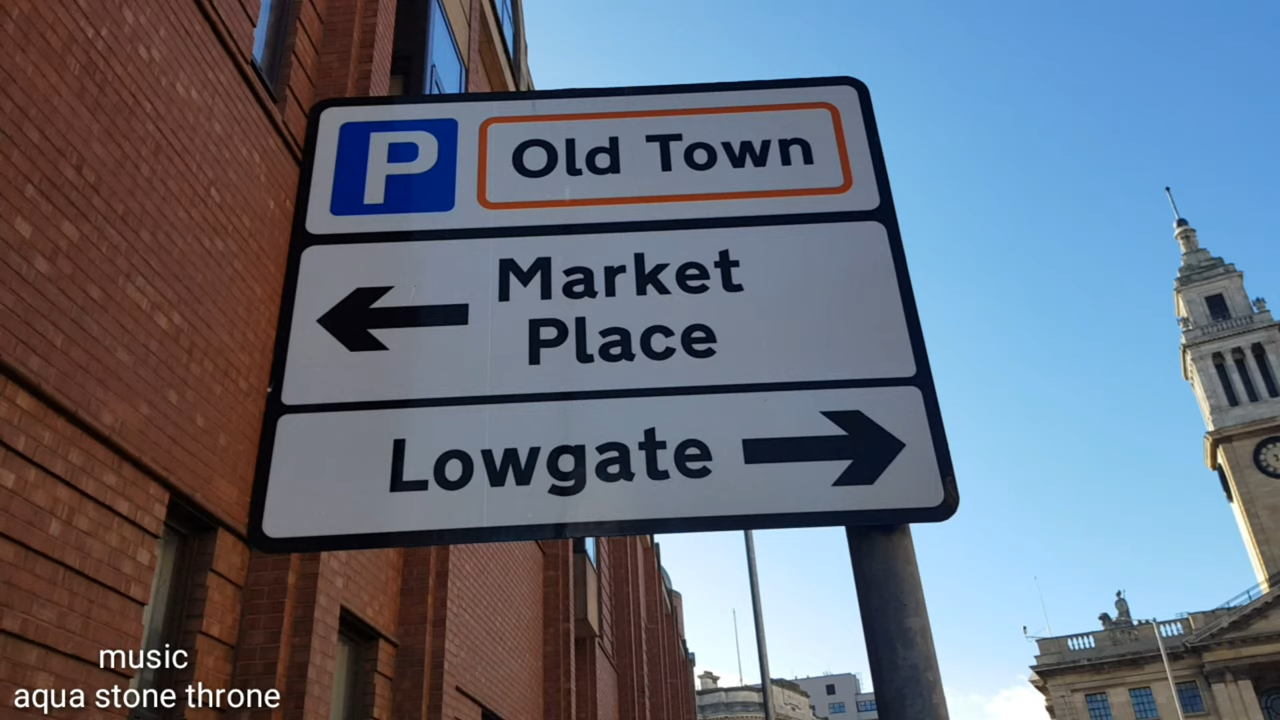 P Old Town
Market
Place
Lowgate
music
aqua stone throne